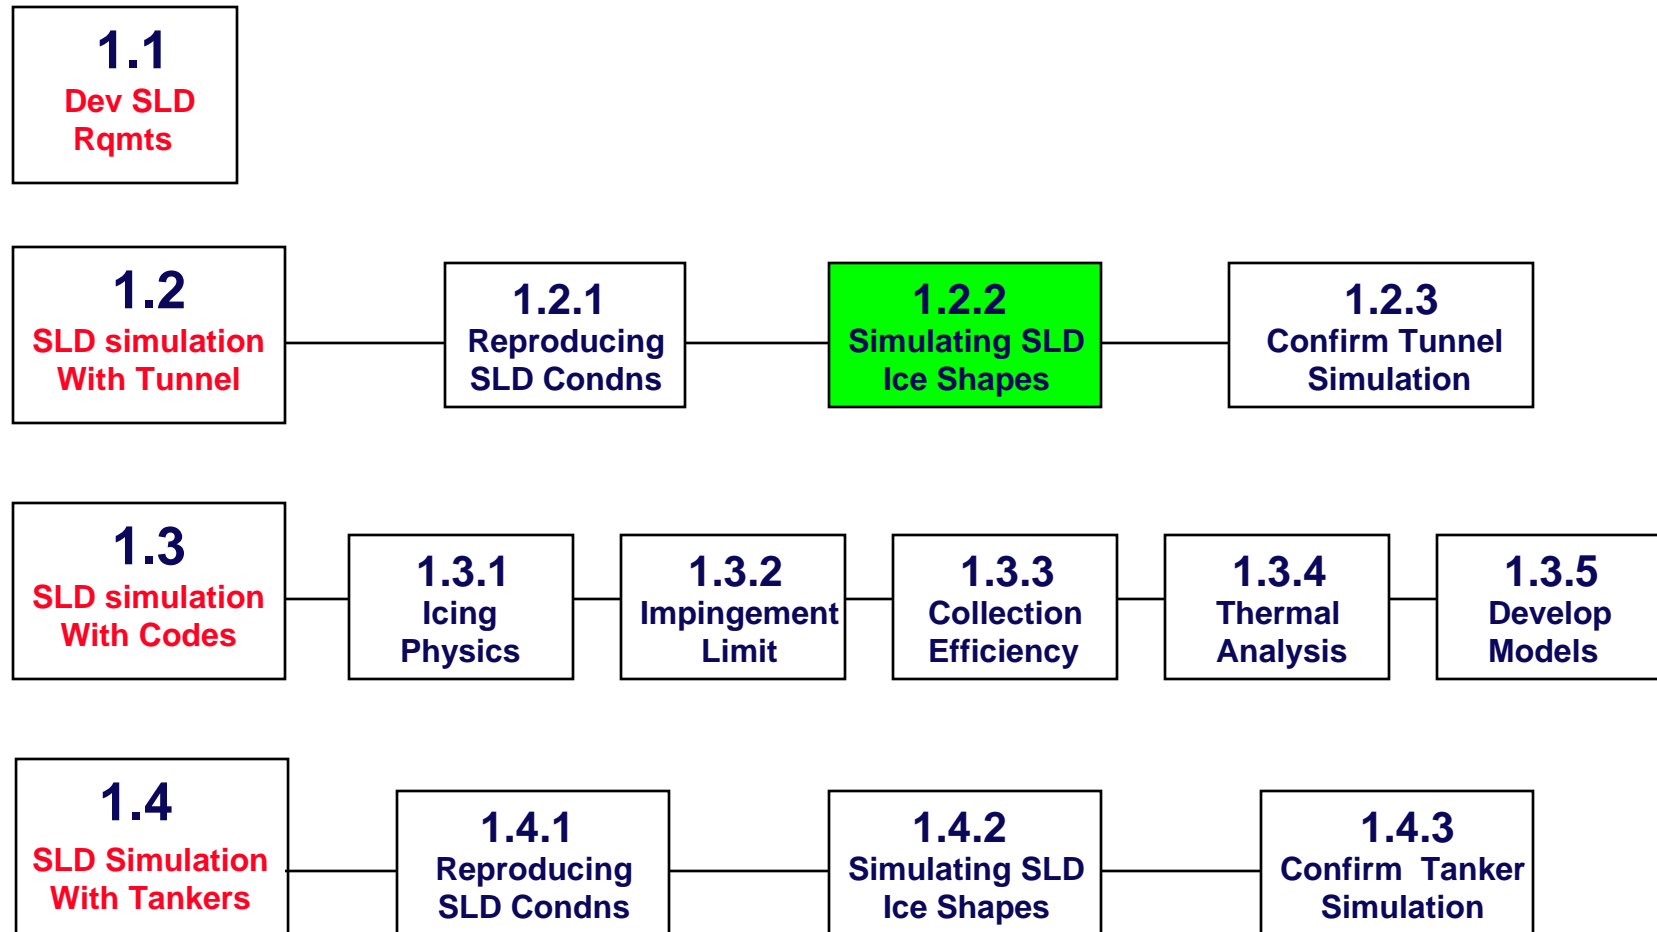 1.1
Dev SLD
Rqmts
1.2
SLD simulation
With Tunnel
1.2.1
Reproducing
SLD Condns
1.2.2
Simulating SLD
Ice Shapes
1.2.3
Confirm Tunnel
Simulation
1.3
SLD simulation
With Codes
1.3.1
Icing
Physics
1.3.2
Impingement
Limit
1.3.3
Collection
Efficiency
1.3.4
Thermal
Analysis
1.3.5
Develop
Models
1.4
SLD Simulation
With Tankers
1.4.1
Reproducing
SLD Condns
1.4.2
Simulating SLD
Ice Shapes
1.4.3
Confirm Tanker
Simulation